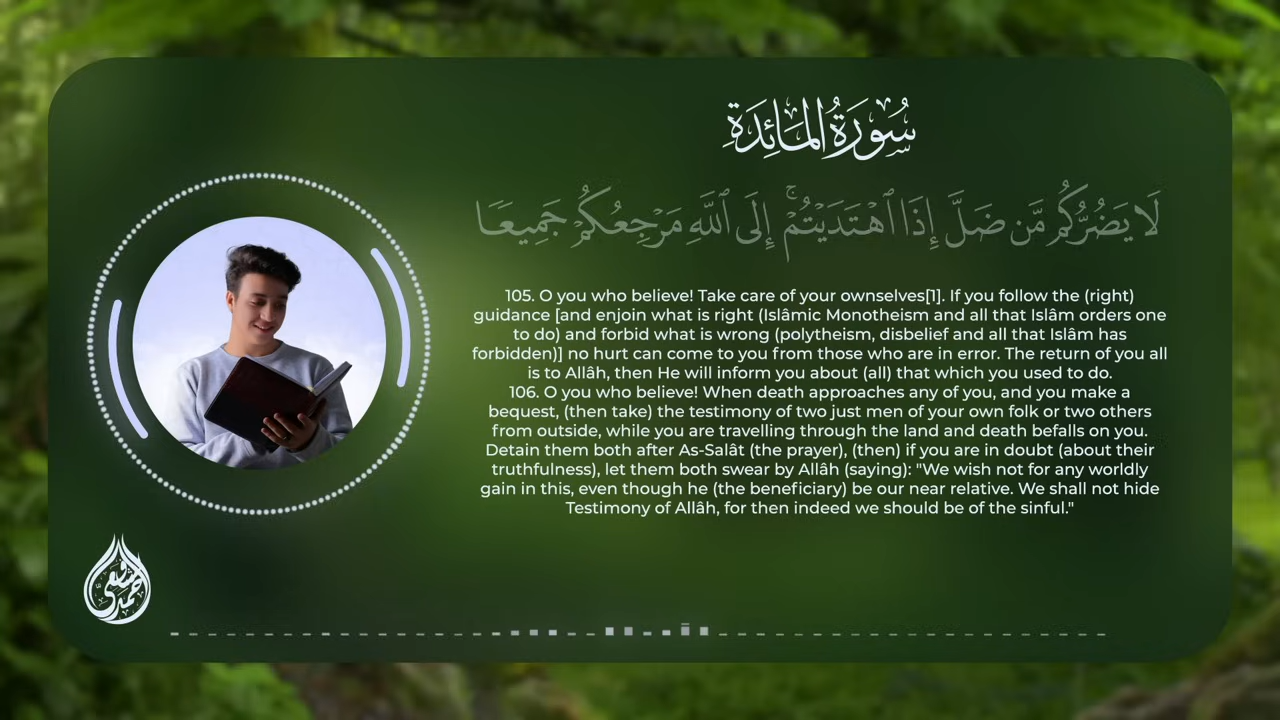 سُورَةُ المَائِدَة
لَا يَضُرُّكُم مَّن ضَلَّ إِذَا ٱهْتَدَيْتُمْ ۚ إِلَى ٱللَّهِ مَرْجِعُكُمْ جَمِيعًا
105. O you who believe! Take care of your ownselves[1]. If you follow the (right)
guidance [and enjoin what is right (Islâmic Monotheism and all that Islâm orders one
to do) and forbid what is wrong (polytheism, disbelief and all that Islâm has
forbidden)] no hurt can come to you from those who are in error. The return of you all
is to Allâh, then He will inform you about (all) that which you used to do.
106. O you who believe! When death approaches any of you, and you make a
bequest, (then take) the testimony of two just men of your own folk or two others
from outside, while you are travelling through the land and death befalls on you.
Detain them both after As-Salât (the prayer), (then) if you are in doubt (about their
truthfulness), let them both swear by Allâh (saying): "We wish not for any worldly
gain in this, even though he (the beneficiary) be our near relative. We shall not hide
Testimony of Allâh, for then indeed we should be of the sinful."